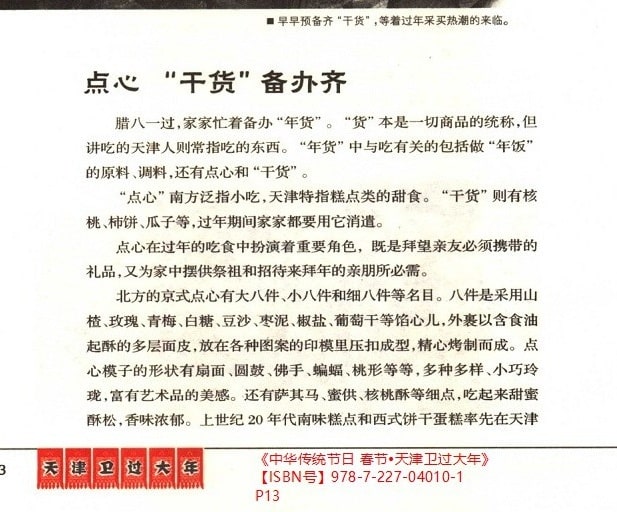 ■ 早早预备齐“干货”,等着过年采买热潮的来临。
点心 “干货”备办齐
腊八一过,家家忙着备办“年货”。“货”本是一切商品的统称,但
讲吃的天津人则常指吃的东西。“年货”中与吃有关的包括做“年饭”
的原料、调料,还有点心和“干货”。
“点心”南方泛指小吃,天津特指糕点类的甜食。“干货”则有核
桃、柿饼、瓜子等,过年期间家家都要用它消遣。
点心在过年的吃食中扮演着重要角色,既是拜望亲友必须携带的
礼品,又为家中摆供祭祖和招待来拜年的亲朋所必需。
北方的京式点心有大八件、小八件和细八件等名目。八件是采用山
楂、玫瑰、青梅、白糖、豆沙、枣泥、椒盐、葡萄干等馅心儿,外裹以含食油
起酥的多层面皮,放在各种图案的印模里压扣成型,精心烤制而成。点
心模子的形状有扇面、圆鼓、佛手、蝙蝠、桃形等等,多种多样、小巧玲
珑,富有艺术品的美感。还有萨其马、蜜供、核桃酥等细点,吃起来甜蜜
酥松,香味浓郁。上世纪20年代南味糕点和西式饼干蛋糕率先在天津
3 天津卫过大年
《中华传统节日 春节•天津卫过大年》
【ISBN号】978-7-227-04010-1
P13